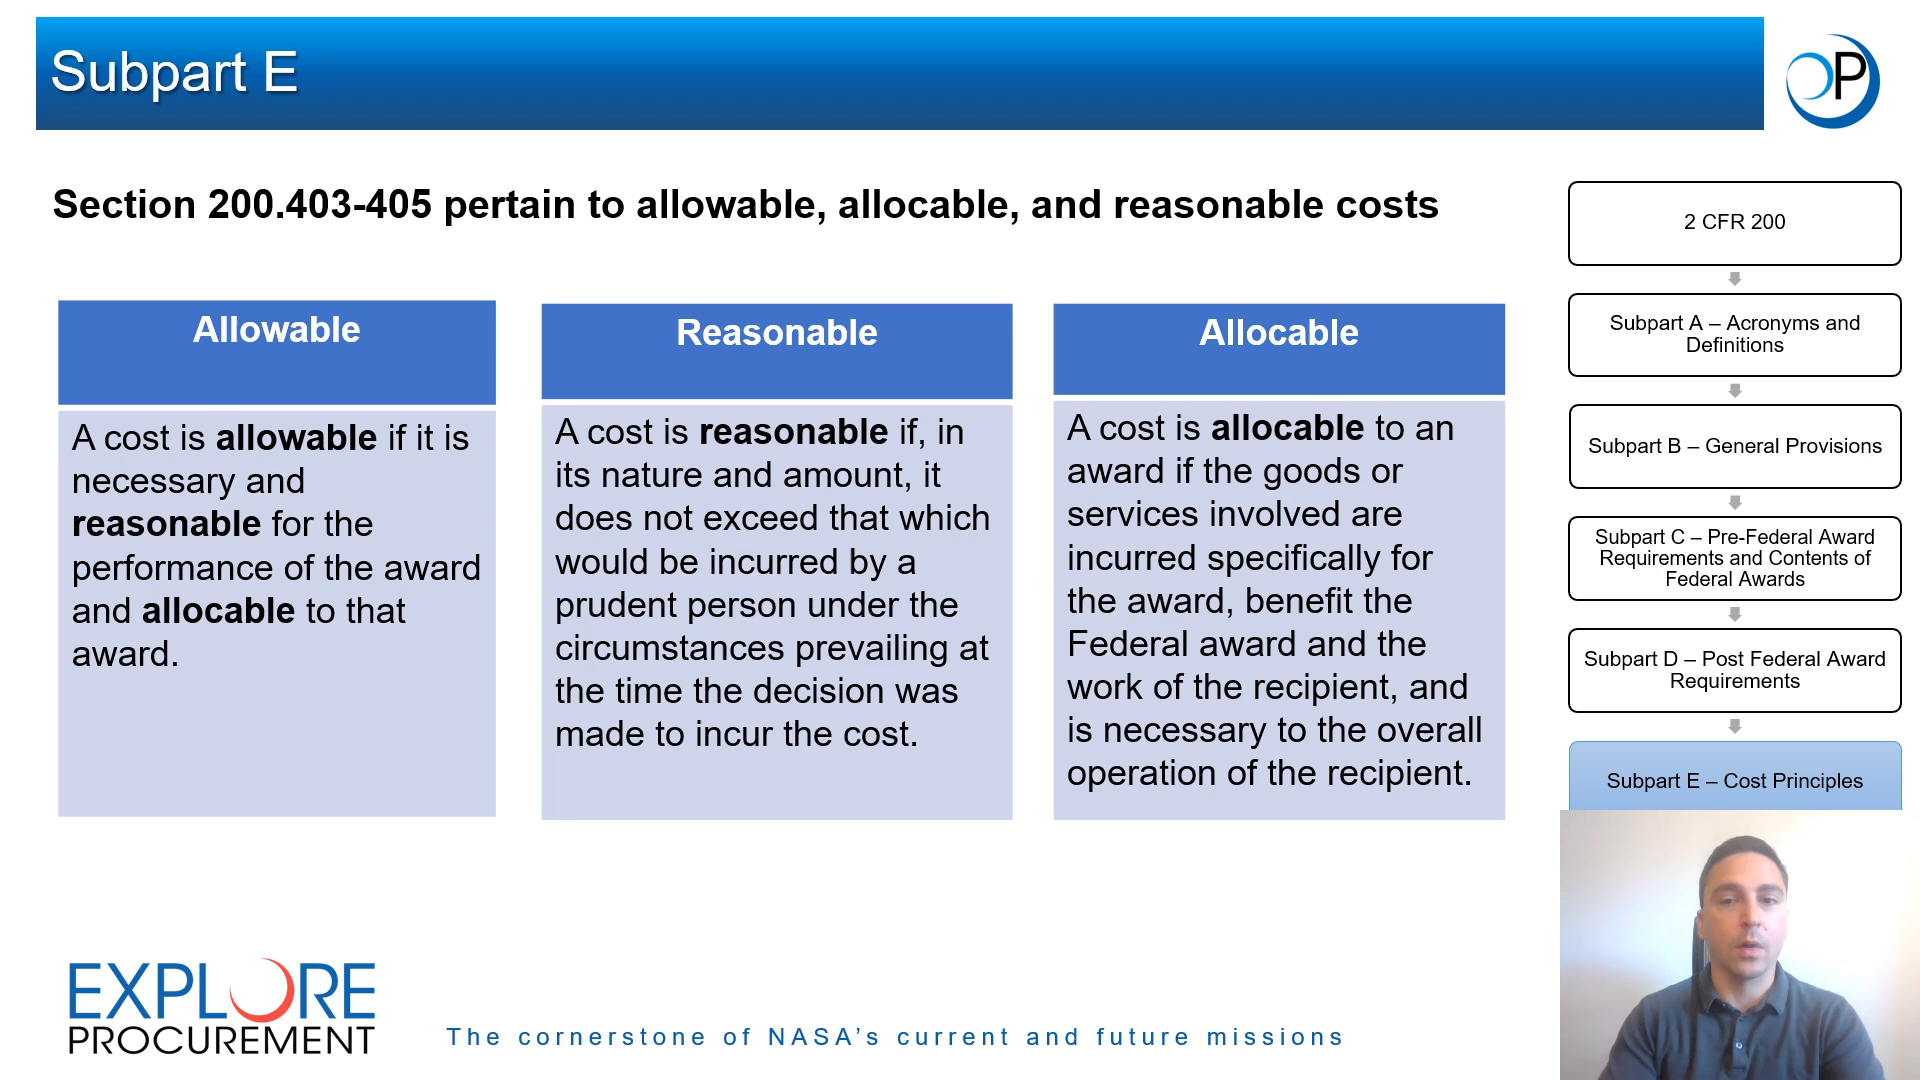 Subpart E
P
Section 200.403-405 pertain to allowable, allocable, and reasonable costs
Allowable
A cost is allowable if it is
necessary and
reasonable for the
performance of the award
and allocable to that
award.
Reasonable
A cost is reasonable if, in
its nature and amount, it
does not exceed that which
would be incurred by a
prudent person under the
circumstances prevailing at
the time the decision was
made to incur the cost.
Allocable
A cost is allocable to an
award if the goods or
services involved are
incurred specifically for
the award, benefit the
Federal award and the
work of the recipient, and
is necessary to the overall
operation of the recipient.
2 CFR 200
Subpart A – Acronyms and
Definitions
Subpart B – General Provisions
Subpart C – Pre-Federal Award
Requirements and Contents of
Federal Awards
Subpart D – Post Federal Award
Requirements
Subpart E – Cost Principles
EXPLORE
PROCUREMENT
The cornerstone of NASA’s current and future missions